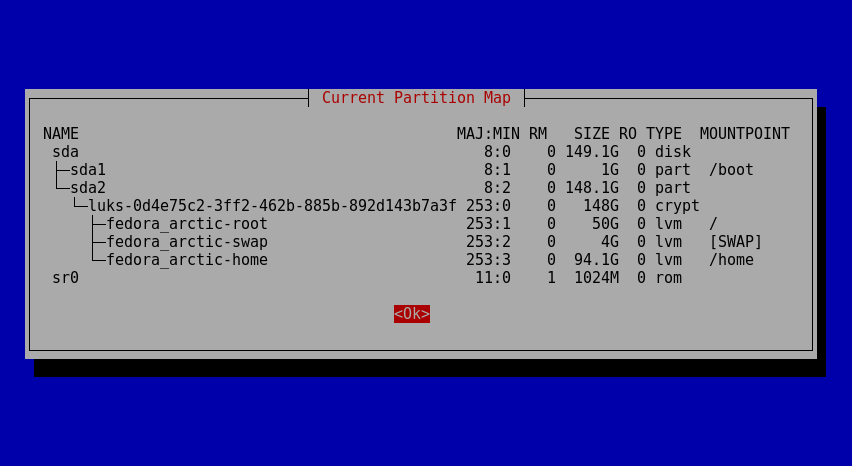 Current Partition Map
NAME MAJ:MIN RM SIZE RO TYPE MOUNTPOINT
sda 8:0 0 149.1G 0 disk
├─sda1 8:1 0 1G 0 part /boot
└─sda2 8:2 0 148.1G 0 part
└─luks-0d4e75c2-3ff2-462b-885b-892d143b7a3f 253:0 0 148G 0 crypt
├─fedora_arctic-root 253:1 0 50G 0 lvm /
├─fedora_arctic-swap 253:2 0 4G 0 lvm [SWAP]
└─fedora_arctic-home 253:3 0 94.1G 0 lvm /home
sr0 11:0 1 1024M 0 rom
<Ok>